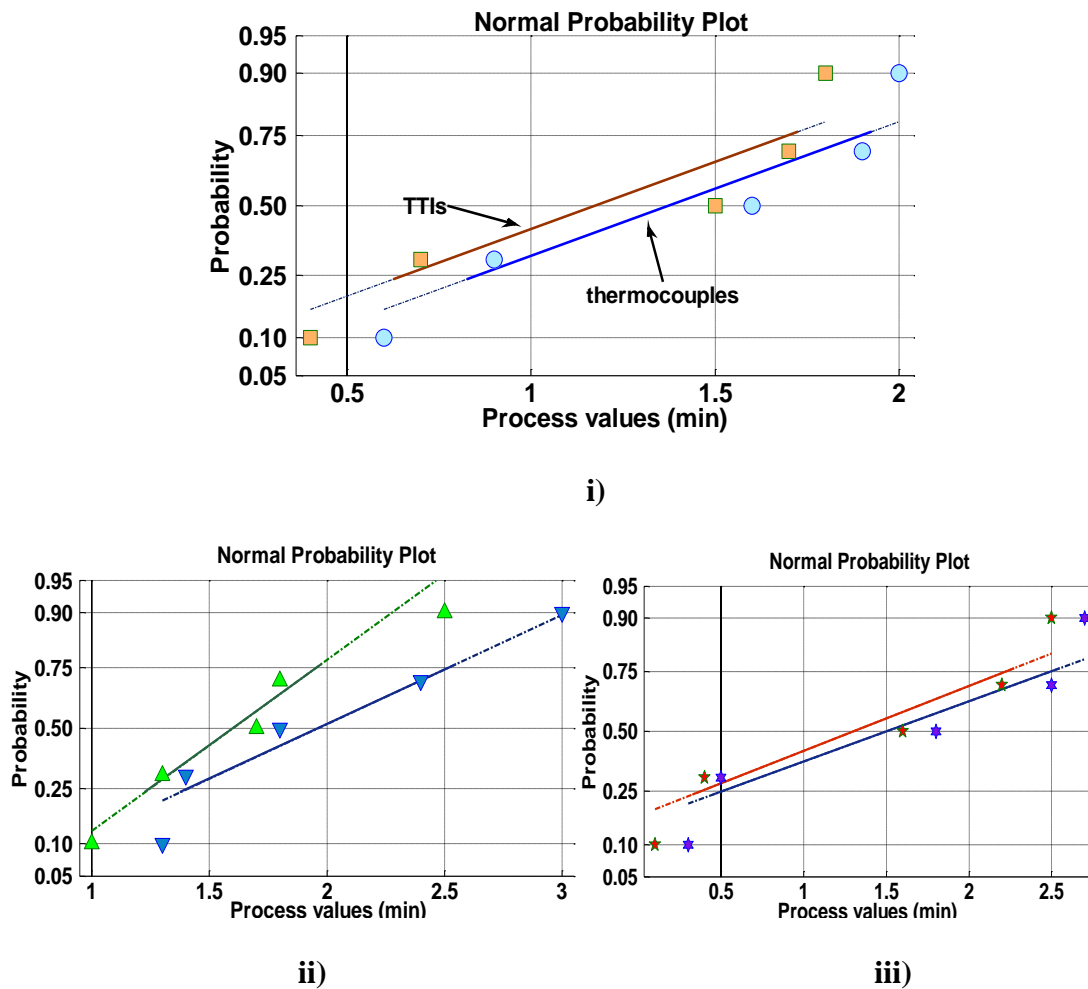 Normal Probability Plot
0.95
0.90
0.75
0.50
0.25
0.10
0.05
Probability
TTIs
thermocouples
0.5 1 1.5 2
Process values (min)
i)
Normal Probability Plot
0.95
0.90
0.75
0.50
0.25
0.10
0.05
Probability
1 1.5 2 2.5 3
Process values (min)
ii)
Normal Probability Plot
0.95
0.90
0.75
0.50
0.25
0.10
0.05
Probability
0.5 1 1.5 2 2.5
Process values (min)
iii)